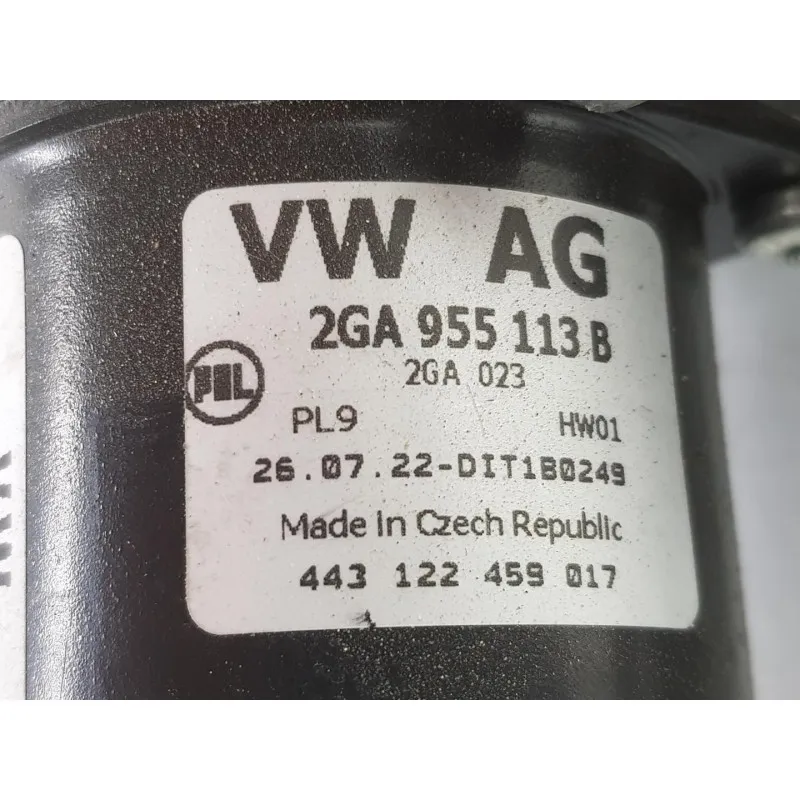 VW AG
2GA 955 113 B
2GA 023
PAL
PL9 HW01
26.07.22-DIT1B0249
Made In Czech Republic
443 122 459 017